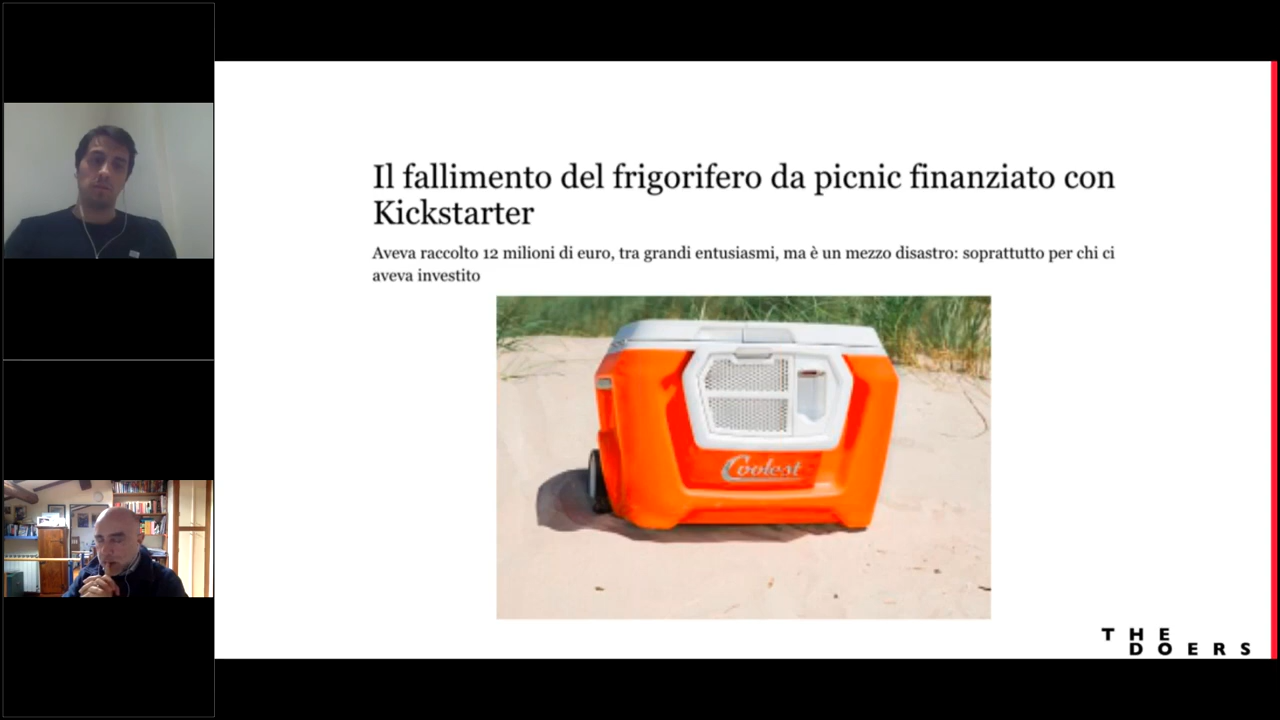 Il fallimento del frigorifero da picnic finanziato con
Kickstarter
Aveva raccolto 12 milioni di euro, tra grandi entusiasmi, ma è un mezzo disastro: soprattutto per chi ci
aveva investito
Coolest
THE
DOERS